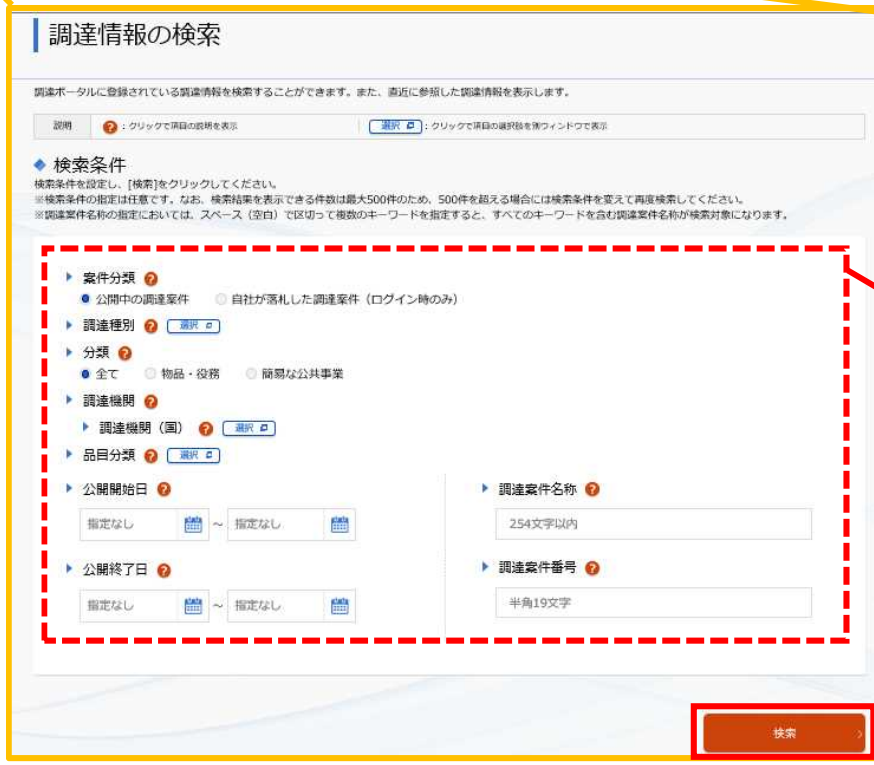 調達情報の検索
調達ポータルに登録されている調達情報を検索することができます。また、直近に参照した調達情報を表示します。
説明 ?:クリックで項目の説明を表示 選択:クリックで項目の選択肢を別ウィンドウで表示
検索条件
検索条件を設定し、[検索]をクリックしてください。
※検索条件の指定は任意です。なお、検索結果を表示できる件数は最大500件のため、500件を超える場合には検索条件を変えて再度検索してください。
※調達案件名称の指定においては、スペース(空白)で区切って複数のキーワードを指定すると、すべてのキーワードを含む調達案件名称が検索対象になります。
案件分類 ?
公開中の調達案件 自社が落札した調達案件(ログイン時のみ)
調達種別 ? 選択
分類 ?
全て 物品・役務 簡易な公共事業
調達機関 ?
調達機関(国) ? 選択
品目分類 ? 選択
公開開始日 ? 調達案件名称 ?
指定なし ~ 指定なし 254文字以内
公開終了日 ? 調達案件番号 ?
指定なし ~ 指定なし 半角19文字
検索